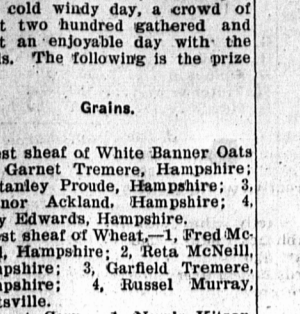 cold windy day, a crowd of
t two hundred gathered and
t an enjoyable day with the
s. The following is the prize
Grains.
est sheaf of White Banner Oats
Garnet Tremere, Hampshire;
tanley Proude, Hampshire; 3,
nor Ackland, Hampshire; 4,
y Edwards, Hampshire.
est sheaf of Wheat,—1, Fred Mc-
l, Hampshire; 2, Reta McNeill,
pshire; 3, Garfield Tremere,
pshire; 4, Russel Murray,
tsville.